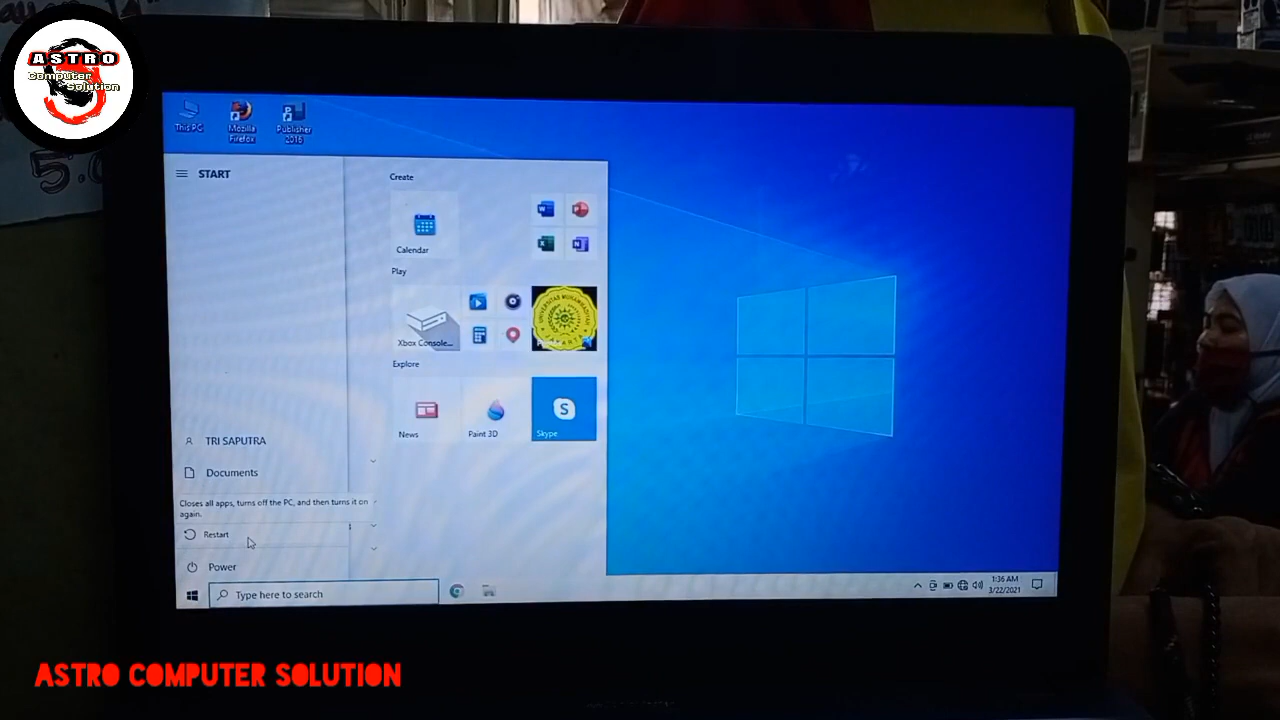 ASTRO
Computer
Solution
This PC
Mozilla
Firefox
Publisher
2016
START
Create
Calendar
Play
Xbox Console...
Explore
News
Paint 3D
Skype
TRI SAPUTRA
Documents
Closes all apps, turns off the PC, and then turns it on
again.
Restart
Power
Type here to search
1:36 AM
3/22/2021
ASTRO COMPUTER SOLUTION